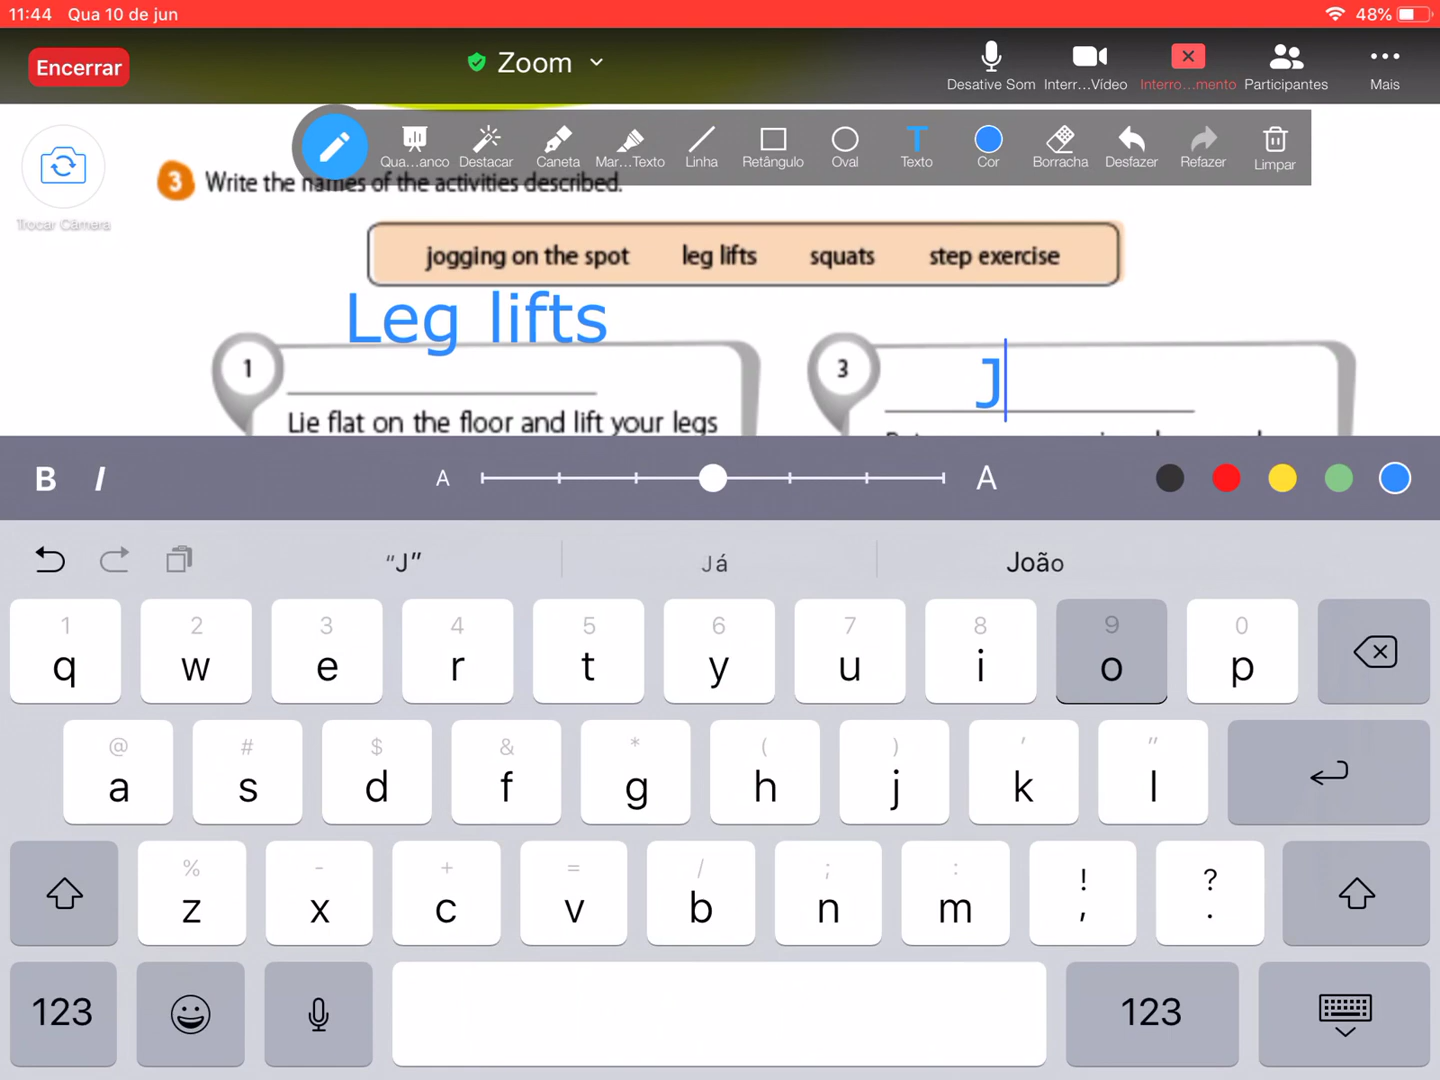 11:44 Qua 10 de jun 48%
Encerrar
Zoom
Desative Som
Interr...Vídeo
Interro...mento
Participantes
Mais
Trocar Câmera
Qua...anco
Destacar
Caneta
Mar...Texto
Linha
Retângulo
Oval
T
Texto
Cor
Borracha
Desfazer
Refazer
Limpar
3 Write the names of the activities described.
jogging on the spot leg lifts squats step exercise
Leg lifts
1
Lie flat on the floor and lift your legs
3
J
B I A A
“J” Já João
1 2 3 4 5 6 7 8 9 0
q w e r t y u i o p
@ # $ & * ( ) ' "
a s d f g h j k l
% - + = / ; : ! ?
z x c v b n m , .
123 123